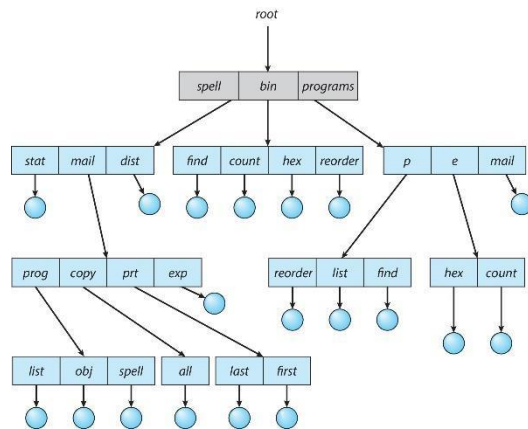 root
spell bin programs
stat mail dist find count hex reorder p e mail
prog copy prt exp reorder list find hex count
list obj spell all last first